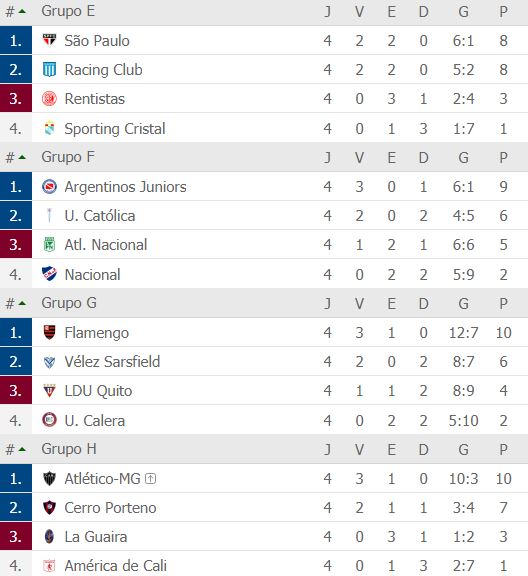 # Grupo E J V E D G P
1. São Paulo 4 2 2 0 6:1 8
2. Racing Club 4 2 2 0 5:2 8
3. Rentistas 4 0 3 1 2:4 3
4. Sporting Cristal 4 0 1 3 1:7 1
# Grupo F J V E D G P
1. Argentinos Juniors 4 3 0 1 6:1 9
2. U. Católica 4 2 0 2 4:5 6
3. Atl. Nacional 4 1 2 1 6:6 5
4. Nacional 4 0 2 2 5:9 2
# Grupo G J V E D G P
1. Flamengo 4 3 1 0 12:7 10
2. Vélez Sarsfield 4 2 0 2 8:7 6
3. LDU Quito 4 1 1 2 8:9 4
4. U. Calera 4 0 2 2 5:10 2
# Grupo H J V E D G P
1. Atlético-MG 4 3 1 0 10:3 10
2. Cerro Porteno 4 2 1 1 3:4 7
3. La Guaira 4 0 3 1 1:2 3
4. América de Cali 4 0 1 3 2:7 1